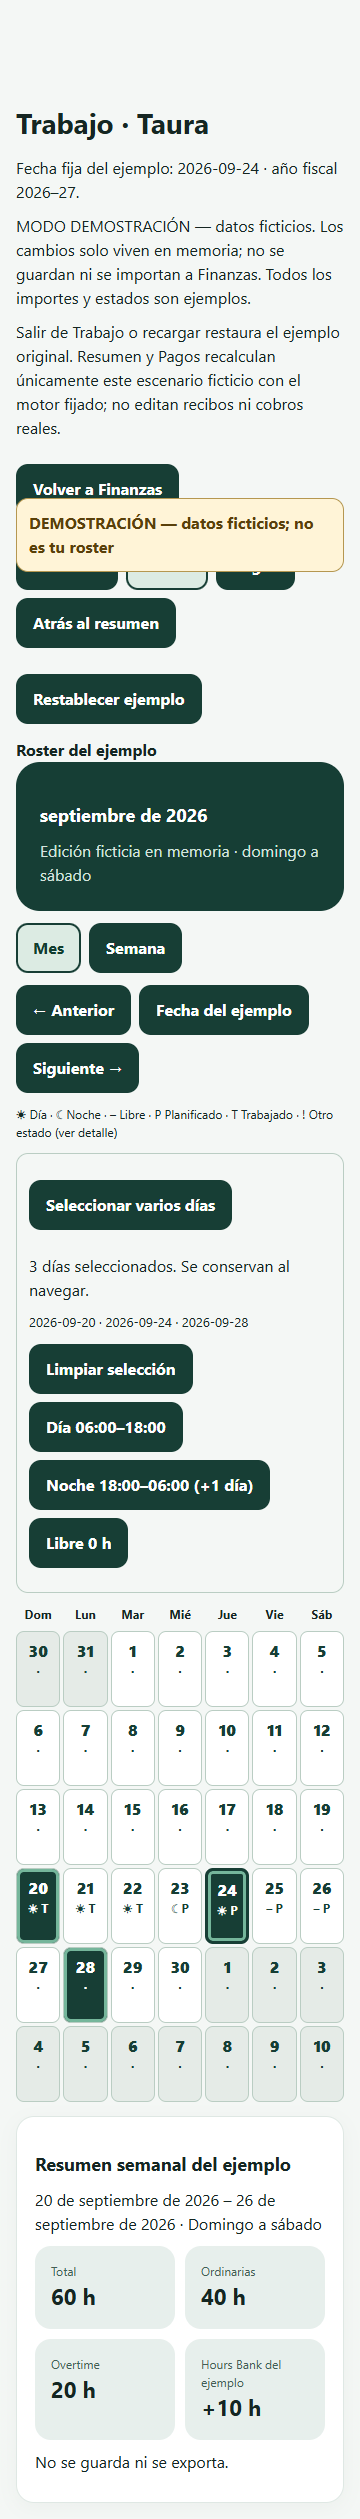 Trabajo · Taura
Fecha fija del ejemplo: 2026-09-24 · año fiscal
2026–27.
MODO DEMOSTRACIÓN — datos ficticios. Los
cambios solo viven en memoria; no se
guardan ni se importan a Finanzas. Todos los
importes y estados son ejemplos.
Salir de Trabajo o recargar restaura el ejemplo
original. Resumen y Pagos recalculan
únicamente este escenario ficticio con el
motor fijado; no editan recibos ni cobros
reales.
Volver a Finanzas
DEMOSTRACIÓN — datos ficticios; no
es tu roster
Atrás al resumen
Restablecer ejemplo
Roster del ejemplo
septiembre de 2026
Edición ficticia en memoria · domingo a
sábado
Mes Semana
← Anterior Fecha del ejemplo
Siguiente →
☀ Día · ☾ Noche · – Libre · P Planificado · T Trabajado · ! Otro
estado (ver detalle)
Seleccionar varios días
3 días seleccionados. Se conservan al
navegar.
2026-09-20 · 2026-09-24 · 2026-09-28
Limpiar selección
Día 06:00–18:00
Noche 18:00–06:00 (+1 día)
Libre 0 h
Dom Lun Mar Mié Jue Vie Sáb
30 31 1 2 3 4 5
· · · · · · ·
6 7 8 9 10 11 12
· · · · · · ·
13 14 15 16 17 18 19
· · · · · · ·
20 21 22 23 24 25 26
☀ T ☀ T ☀ T ☾ P ☀ P – P – P
27 28 29 30 1 2 3
· · · · · · ·
4 5 6 7 8 9 10
· · · · · · ·
Resumen semanal del ejemplo
20 de septiembre de 2026 – 26 de
septiembre de 2026 · Domingo a sábado
Total Ordinarias
60 h 40 h
Overtime Hours Bank del
ejemplo
20 h +10 h
No se guarda ni se exporta.